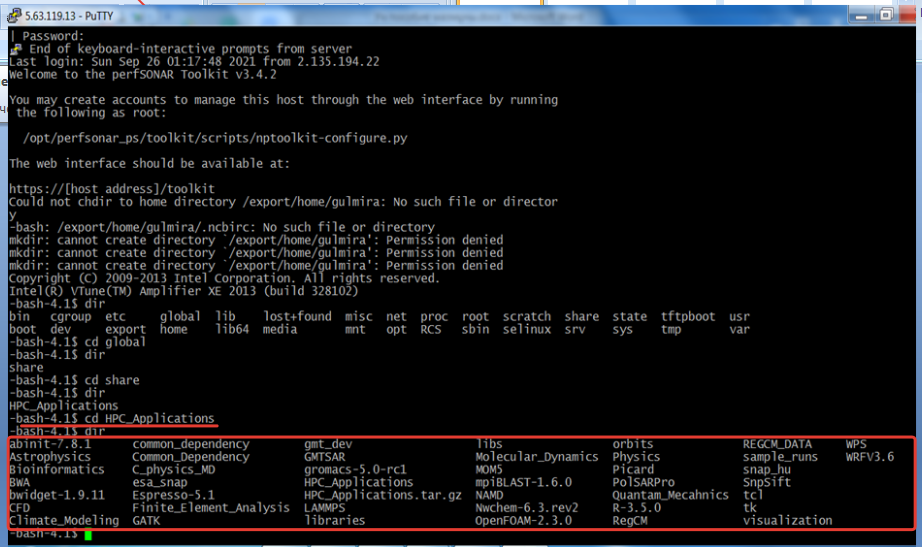 5.63.119.13 - PuTTY
| Password:
End of keyboard-interactive prompts from server
Last login: Sun Sep 26 01:17:48 2021 from 2.135.194.22
Welcome to the perfSONAR Toolkit v3.4.2
You may create accounts to manage this host through the web interface by running
the following as root:
/opt/perfsonar_ps/toolkit/scripts/nptoolkit-configure.py
The web interface should be available at:
https://[host address]/toolkit
Could not chdir to home directory /export/home/gulmira: No such file or director
y
-bash: /export/home/gulmira/.ncbirc: No such file or directory
mkdir: cannot create directory `/export/home/gulmira': Permission denied
mkdir: cannot create directory `/export/home/gulmira': Permission denied
mkdir: cannot create directory `/export/home/gulmira': Permission denied
Copyright (C) 2009-2013 Intel Corporation. All rights reserved.
Intel(R) VTune(TM) Amplifier XE 2013 (build 328102)
-bash-4.1$ dir
bin cgroup etc global lib lost+found misc net proc root scratch share state tftpboot usr
boot dev export home lib64 media mnt opt RCS sbin selinux srv sys tmp var
-bash-4.1$ cd global
-bash-4.1$ dir
share
-bash-4.1$ cd share
-bash-4.1$ dir
HPC_Applications
-bash-4.1$ cd HPC_Applications
-bash-4.1$ dir
abinit-7.8.1 common_dependency gmt_dev libs orbits REGCM_DATA WPS
Astrophysics Common_Dependency GMTSAR Molecular_Dynamics Physics sample_runs WRFV3.6
Bioinformatics C_physics_MD gromacs-5.0-rc1 MOM5 Picard snap_hu
BWA esa_snap HPC_Applications mpiBLAST-1.6.0 PolSARPro SnpSift
bwidget-1.9.11 Espresso-5.1 HPC_Applications.tar.gz NAMD Quantum_Mecahnics tcl
CFD Finite_Element_Analysis LAMMPS Nwchem-6.3.rev2 R-3.5.0 tk
Climate_Modeling GATK libraries OpenFOAM-2.3.0 RegCM visualization
-bash-4.1$